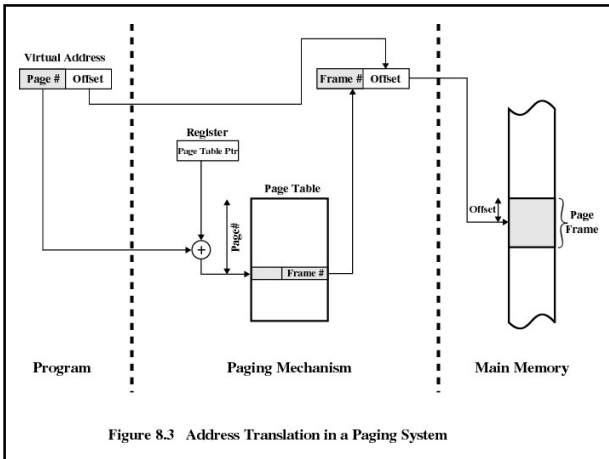 Virtual Address
Page # Offset
Frame # Offset
Register
Page Table Ptr
Page Table
Page#
+
Frame #
Offset
Page
Frame
Program
Paging Mechanism
Main Memory
Figure 8.3 Address Translation in a Paging System